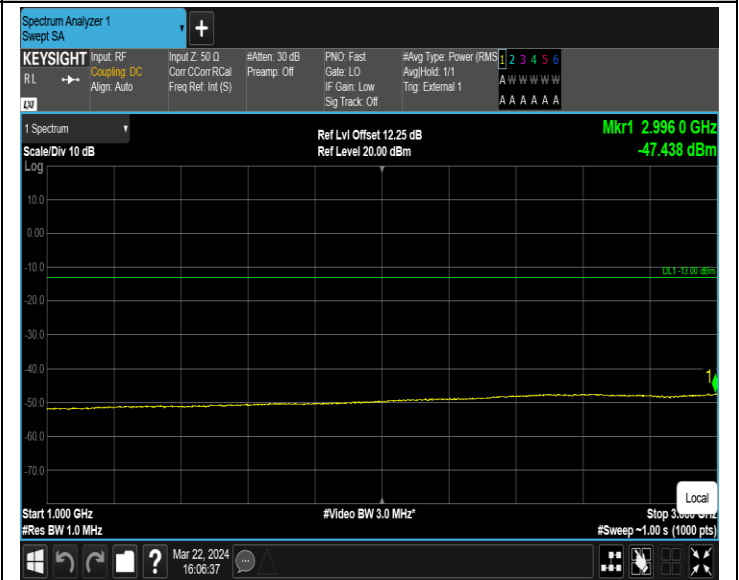 Spectrum Analyzer 1
Swept SA
+
KEYSIGHT Input: RF Input Z: 50 Ω #Atten: 30 dB PNO: Fast #Avg Type: Power (RMS 1 2 3 4 5 6
RL Coupling: DC Corr CCorr RCal Preamp: Off Gate: LO Avg|Hold: 1/1 A W W W W W
Align: Auto Freq Ref: Int (S) IF Gain: Low Trig: External 1
LXI Sig Track: Off A A A A A A
1 Spectrum Ref Lvl Offset 12.25 dB Mkr1 2.996 0 GHz
Scale/Div 10 dB Ref Level 20.00 dBm -47.438 dBm
Log
10.0
0.00
-10.0
DL1 -13.00 dBm
-20.0
-30.0
-40.0
1
-50.0
-60.0
-70.0
Local
Start 1.000 GHz #Video BW 3.0 MHz* Stop 3.000 GHz
#Res BW 1.0 MHz #Sweep ~1.00 s (1000 pts)
? Mar 22, 2024
16:06:37